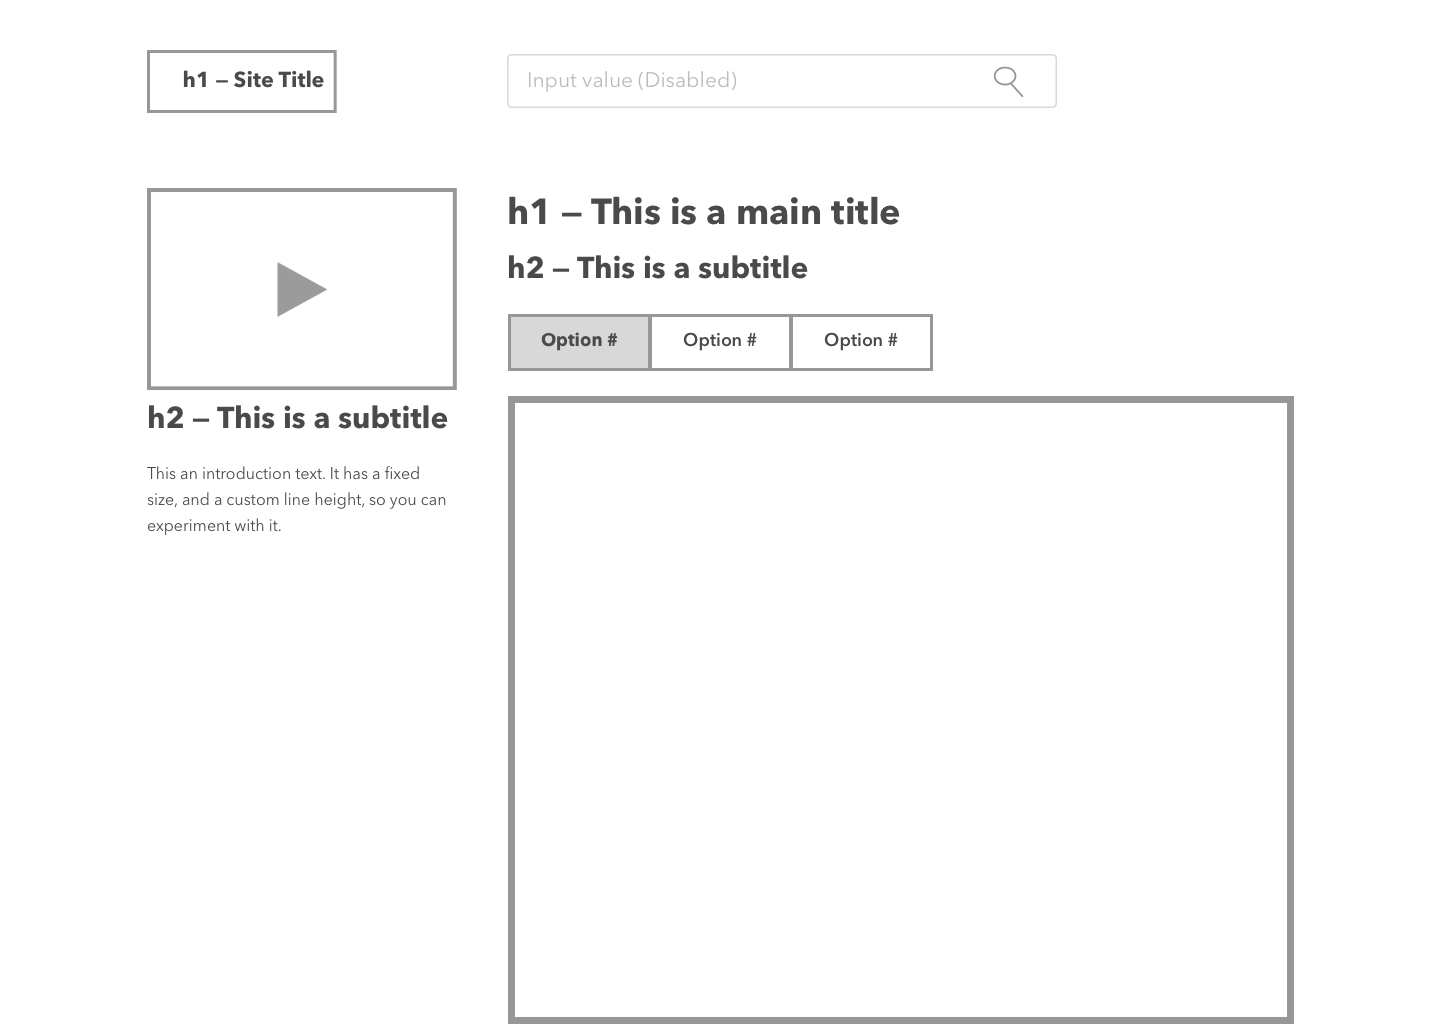 h1 – Site Title
Input value (Disabled)
h1 – This is a main title
h2 – This is a subtitle
Option #
Option #
Option #
h2 – This is a subtitle
This an introduction text. It has a fixed
size, and a custom line height, so you can
experiment with it.